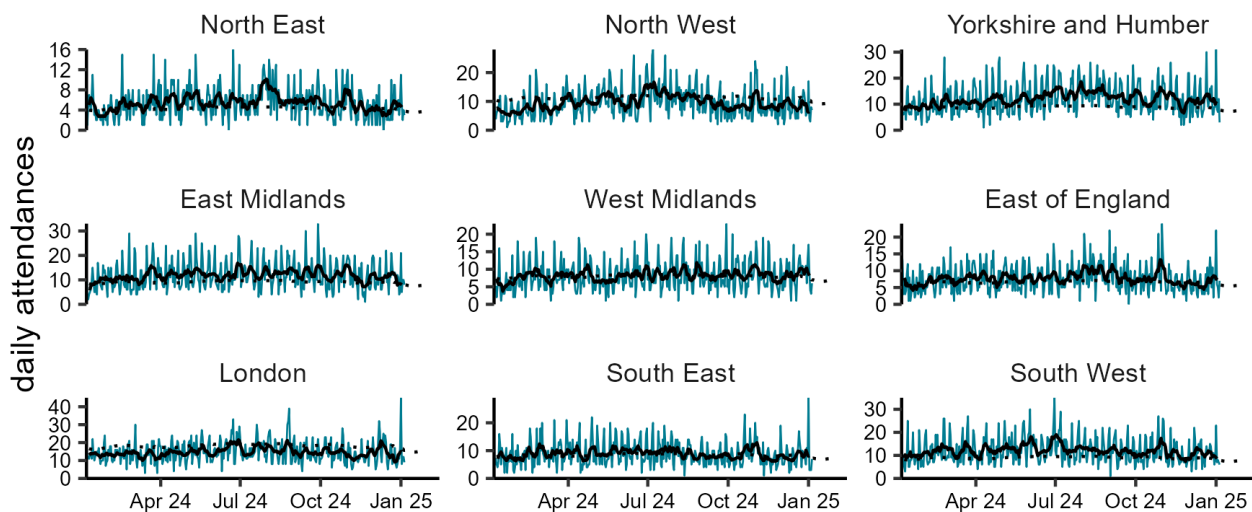 North East
North West
Yorkshire and Humber
16
12
8
4
0
20
10
0
30
20
10
0
East Midlands
West Midlands
East of England
30
20
10
0
20
15
10
5
0
20
15
10
5
0
London
South East
South West
40
30
20
10
0
20
10
0
30
20
10
0
Apr 24 Jul 24 Oct 24 Jan 25
Apr 24 Jul 24 Oct 24 Jan 25
Apr 24 Jul 24 Oct 24 Jan 25
daily attendances